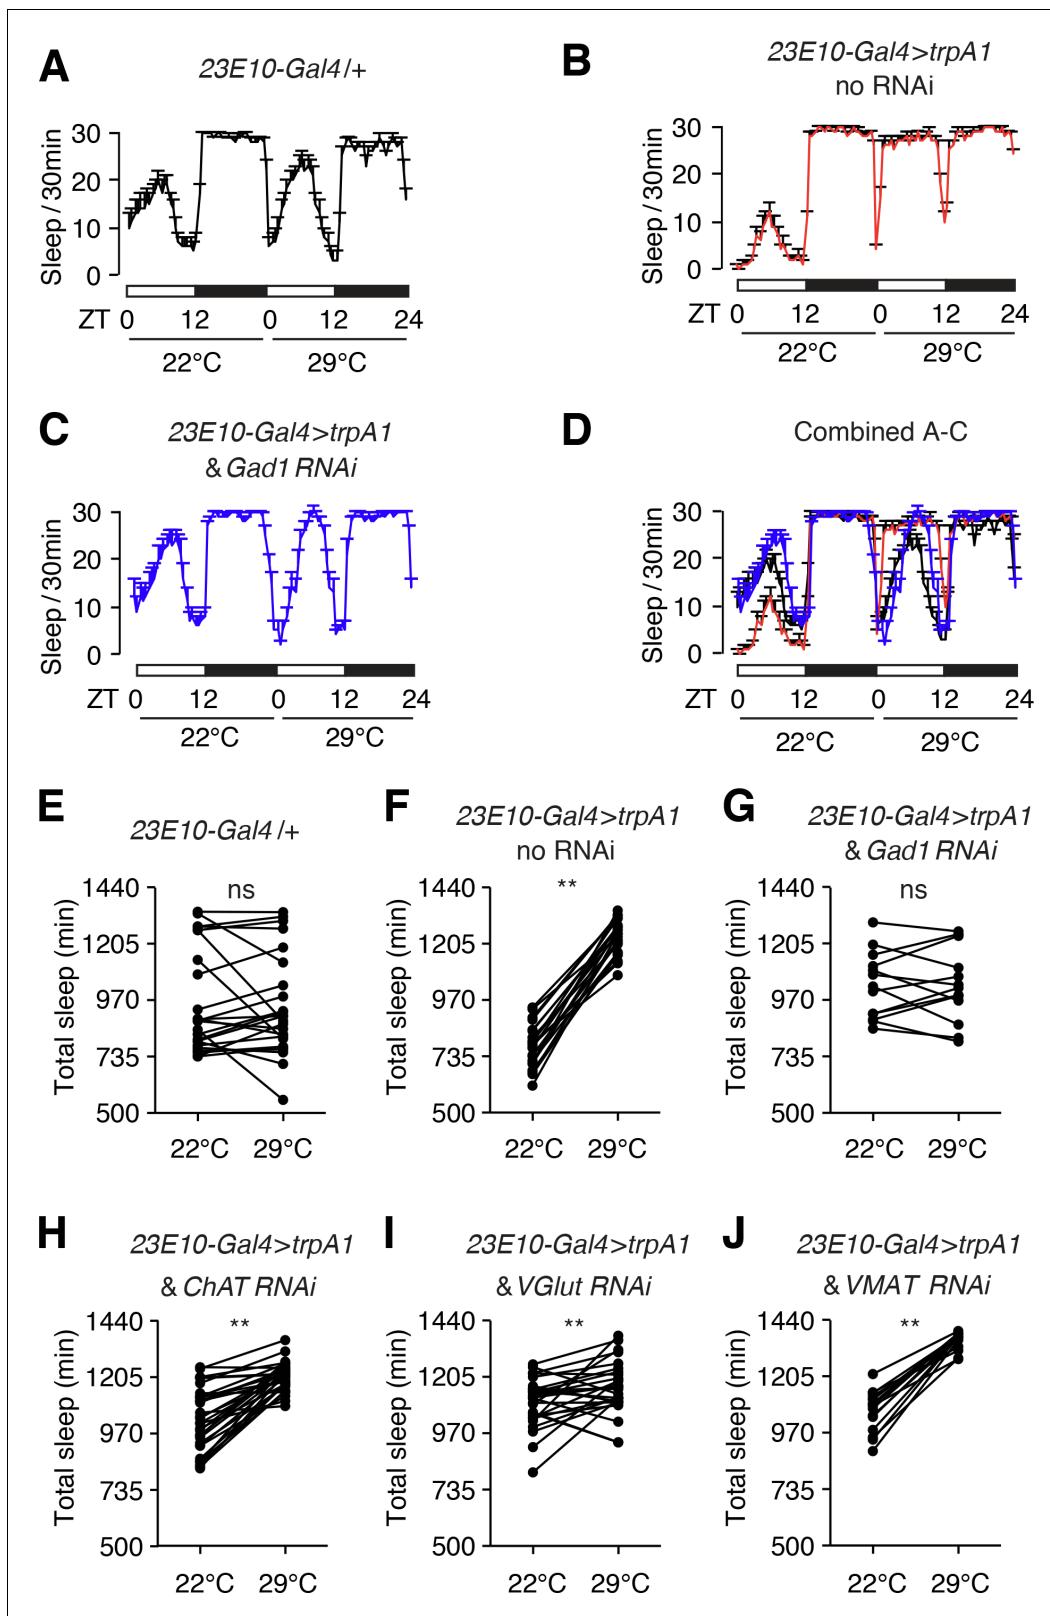 A
23E10-Gal4/+
Sleep/30min
30
20
10
0
ZT 0 12 0 12 24
22°C 29°C
B
23E10-Gal4>trpA1
no RNAi
Sleep/30min
30
20
10
0
ZT 0 12 0 12 24
22°C 29°C
C
23E10-Gal4>trpA1
& Gad1 RNAi
Sleep/30min
30
20
10
0
ZT 0 12 0 12 24
22°C 29°C
D
Combined A-C
Sleep/30min
30
20
10
0
ZT 0 12 0 12 24
22°C 29°C
E
23E10-Gal4 /+
ns
Total sleep (min)
1440
1205
970
735
500
22°C 29°C
F
23E10-Gal4>trpA1
no RNAi
**
Total sleep (min)
1440
1205
970
735
500
22°C 29°C
G
23E10-Gal4>trpA1
& Gad1 RNAi
ns
Total sleep (min)
1440
1205
970
735
500
22°C 29°C
H
23E10-Gal4>trpA1
& ChAT RNAi
**
Total sleep (min)
1440
1205
970
735
500
22°C 29°C
I
23E10-Gal4>trpA1
& VGlut RNAi
**
Total sleep (min)
1440
1205
970
735
500
22°C 29°C
J
23E10-Gal4>trpA1
& VMAT RNAi
**
Total sleep (min)
1440
1205
970
735
500
22°C 29°C